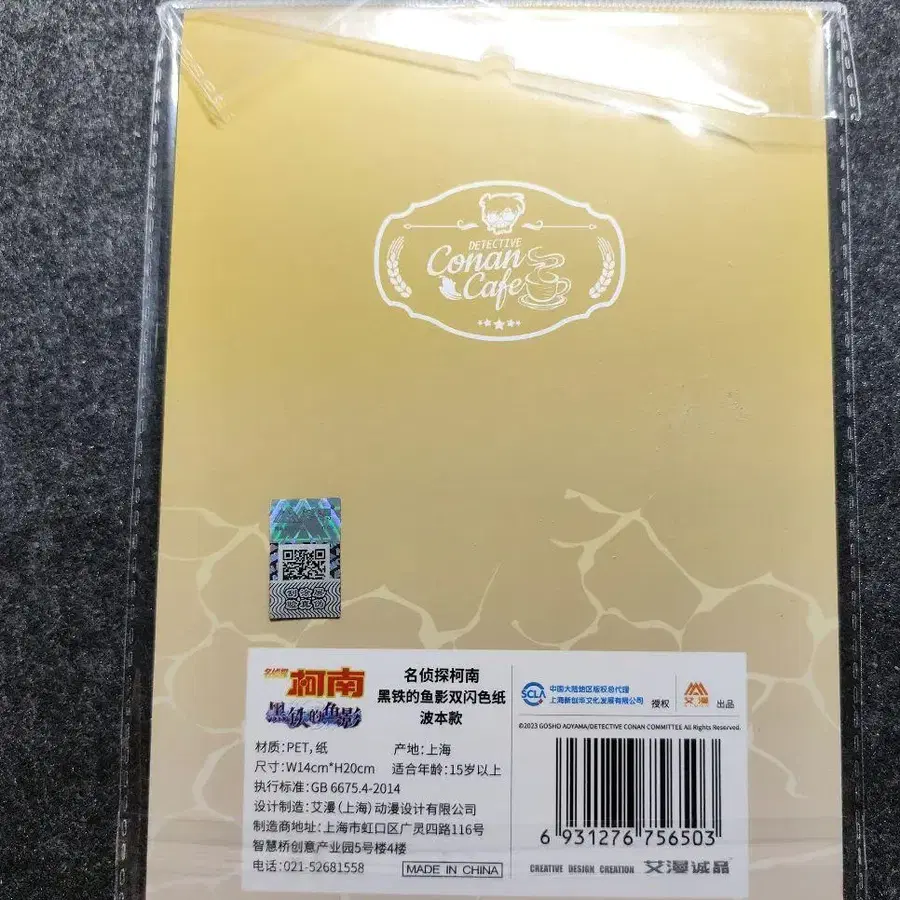 DETECTIVE
Conan
Cafe
名侦探
柯南
黑铁的鱼影
名侦探柯南
黑铁的鱼影双闪色纸
波本款
材质：PET，纸
产地：上海
尺寸：W14cm*H20cm
适合年龄：15岁以上
执行标准：GB 6675.4-2014
设计制造：艾漫（上海）动漫设计有限公司
制造商地址：上海市虹口区广灵四路116号
智慧桥创意产业园5号楼4楼
电话：021-52681558
MADE IN CHINA
SCLA
中国大陆地区版权总代理
上海新创华文化发展有限公司
授权
艾漫
出品
©2023 GOSHO AOYAMA/DETECTIVE CONAN COMMITTEE All Rights Reserved.
6 931276 756503
CREATIVE DESIGN CREATION
艾漫诚品